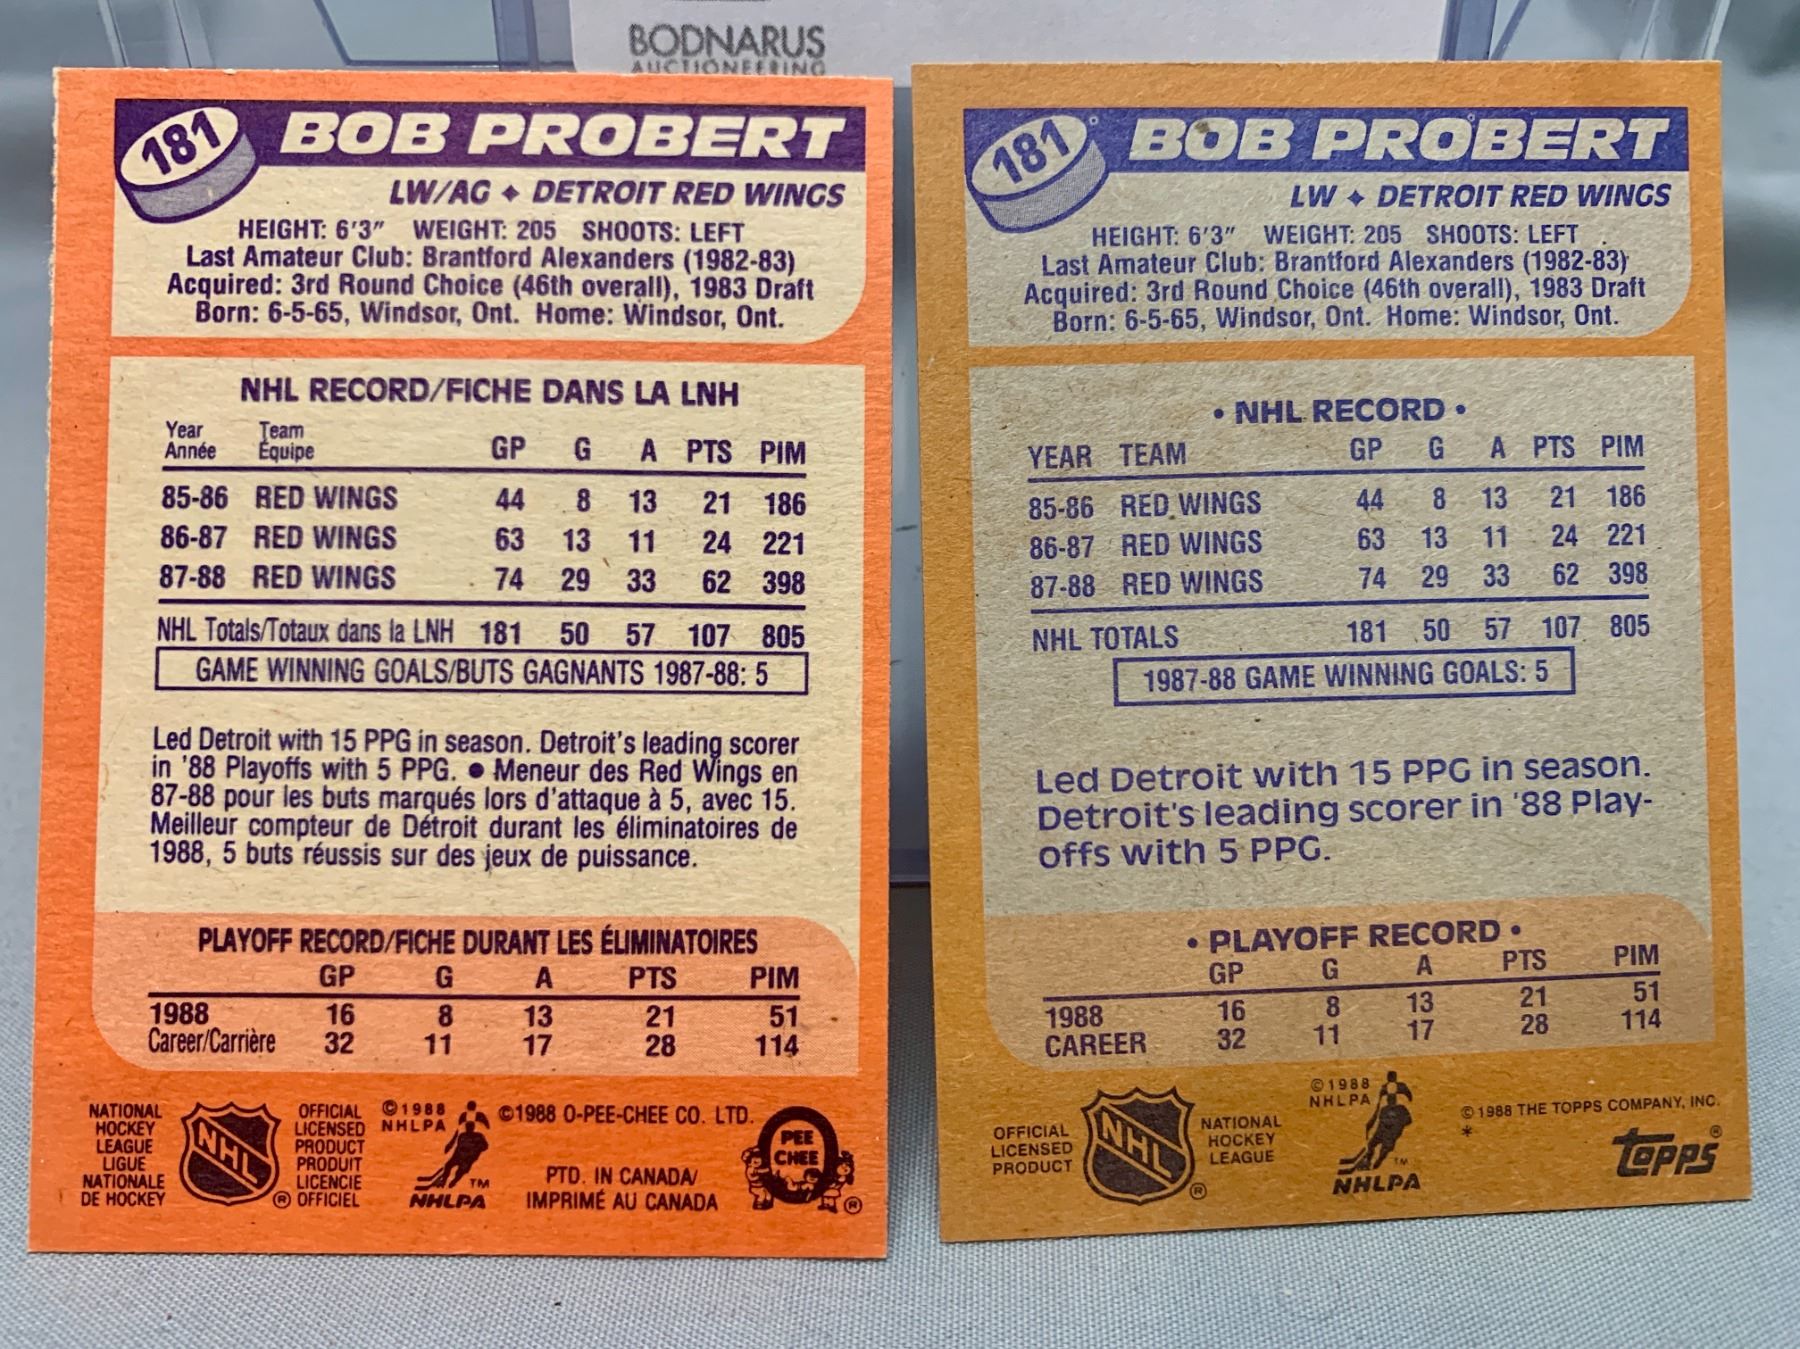 BODNARUS
AUCTIONEERING
181 BOB PROBERT
LW/AG ✦ DETROIT RED WINGS
HEIGHT: 6'3" WEIGHT: 205 SHOOTS: LEFT
Last Amateur Club: Brantford Alexanders (1982-83)
Acquired: 3rd Round Choice (46th overall), 1983 Draft
Born: 6-5-65, Windsor, Ont. Home: Windsor, Ont.
NHL RECORD/FICHE DANS LA LNH
Year Team
Année Équipe GP G A PTS PIM
85-86 RED WINGS 44 8 13 21 186
86-87 RED WINGS 63 13 11 24 221
87-88 RED WINGS 74 29 33 62 398
NHL Totals/Totaux dans la LNH 181 50 57 107 805
GAME WINNING GOALS/BUTS GAGNANTS 1987-88: 5
Led Detroit with 15 PPG in season. Detroit's leading scorer
in '88 Playoffs with 5 PPG. ● Meneur des Red Wings en
87-88 pour les buts marqués lors d'attaque à 5, avec 15.
Meilleur compteur de Détroit durant les éliminatoires de
1988, 5 buts réussis sur des jeux de puissance.
PLAYOFF RECORD/FICHE DURANT LES ÉLIMINATOIRES
GP G A PTS PIM
1988 16 8 13 21 51
Career/Carrière 32 11 17 28 114
NATIONAL
HOCKEY
LEAGUE
LIGUE
NATIONALE
DE HOCKEY
NHL ®
OFFICIAL
LICENSED
PRODUCT
PRODUIT
LICENCIE
OFFICIEL
©1988
NHLPA
TM
NHLPA
©1988 O-PEE-CHEE CO. LTD.
PTD. IN CANADA/
IMPRIMÉ AU CANADA
PEE
CHEE
®
181 BOB PROBERT
LW ✦ DETROIT RED WINGS
HEIGHT: 6'3" WEIGHT: 205 SHOOTS: LEFT
Last Amateur Club: Brantford Alexanders (1982-83)
Acquired: 3rd Round Choice (46th overall), 1983 Draft
Born: 6-5-65, Windsor, Ont. Home: Windsor, Ont.
• NHL RECORD •
YEAR TEAM GP G A PTS PIM
85-86 RED WINGS 44 8 13 21 186
86-87 RED WINGS 63 13 11 24 221
87-88 RED WINGS 74 29 33 62 398
NHL TOTALS 181 50 57 107 805
1987-88 GAME WINNING GOALS: 5
Led Detroit with 15 PPG in season.
Detroit's leading scorer in '88 Play-
offs with 5 PPG.
• PLAYOFF RECORD •
GP G A PTS PIM
1988 16 8 13 21 51
CAREER 32 11 17 28 114
OFFICIAL
LICENSED
PRODUCT
NHL ®
NATIONAL
HOCKEY
LEAGUE
©1988
NHLPA
TM
NHLPA
©1988 THE TOPPS COMPANY, INC.
*
Topps®